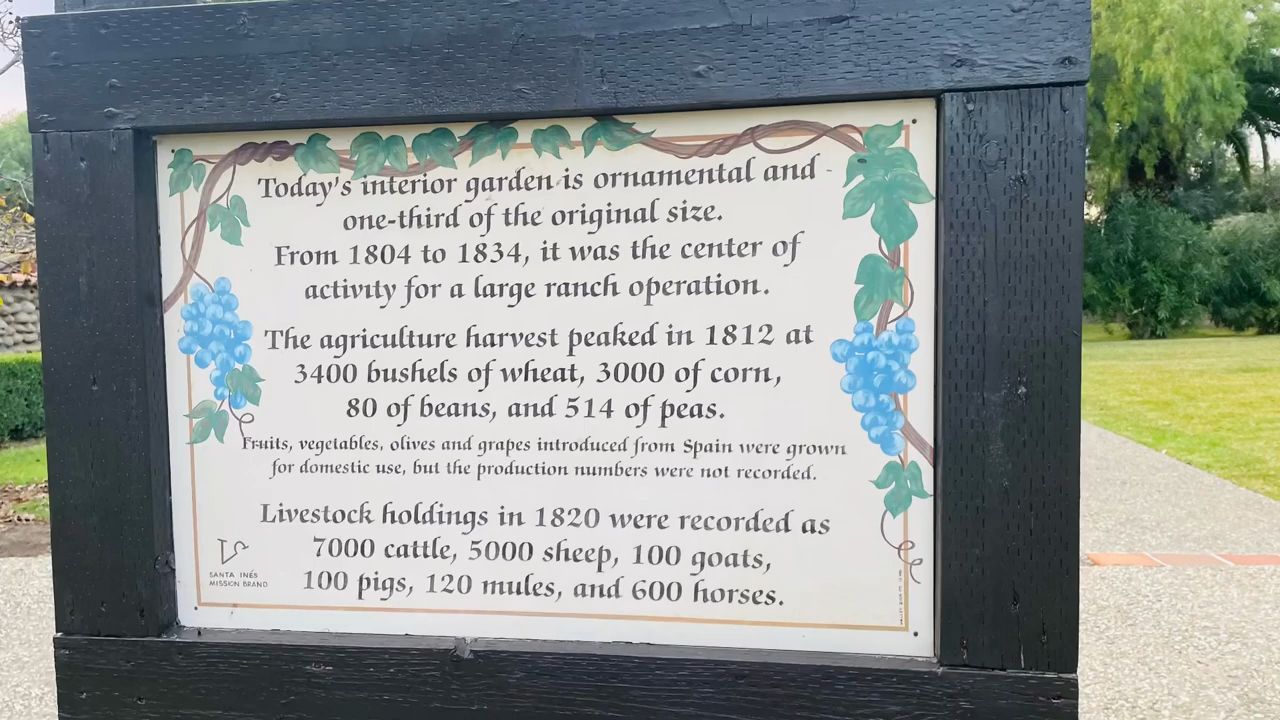 Today's interior garden is ornamental and -
one-third of the original size.
From 1804 to 1834, it was the center of
activity for a large ranch operation.
The agriculture harvest peaked in 1812 at
3400 bushels of wheat, 3000 of corn,
80 of beans, and 514 of peas.
Fruits, vegetables, olives and grapes introduced from Spain were grown
for domestic use, but the production numbers were not recorded.
Livestock holdings in 1820 were recorded as
7000 cattle, 5000 sheep, 100 goats,
100 pigs, 120 mules, and 600 horses.
SANTA INÉS
MISSION BRAND